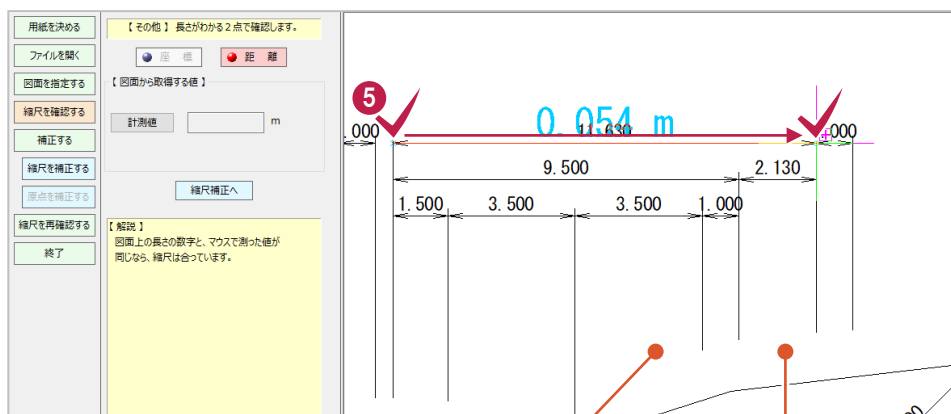 用紙を決める
ファイルを開く
図面を指定する
縮尺を確認する
補正する
縮尺を補正する
原点を補正する
縮尺を再確認する
終了
【 その他 】 長さがわかる2点で確認します。
座 標
距 離
【 図面から取得する値 】
計測値
m
縮尺補正へ
【 解説 】
図面上の長さの数字と、マウスで測った値が
同じなら、縮尺は合っています。
5
0.054 m
.000
11.630
000
9.500
2.130
1.500
3.500
3.500
1.000